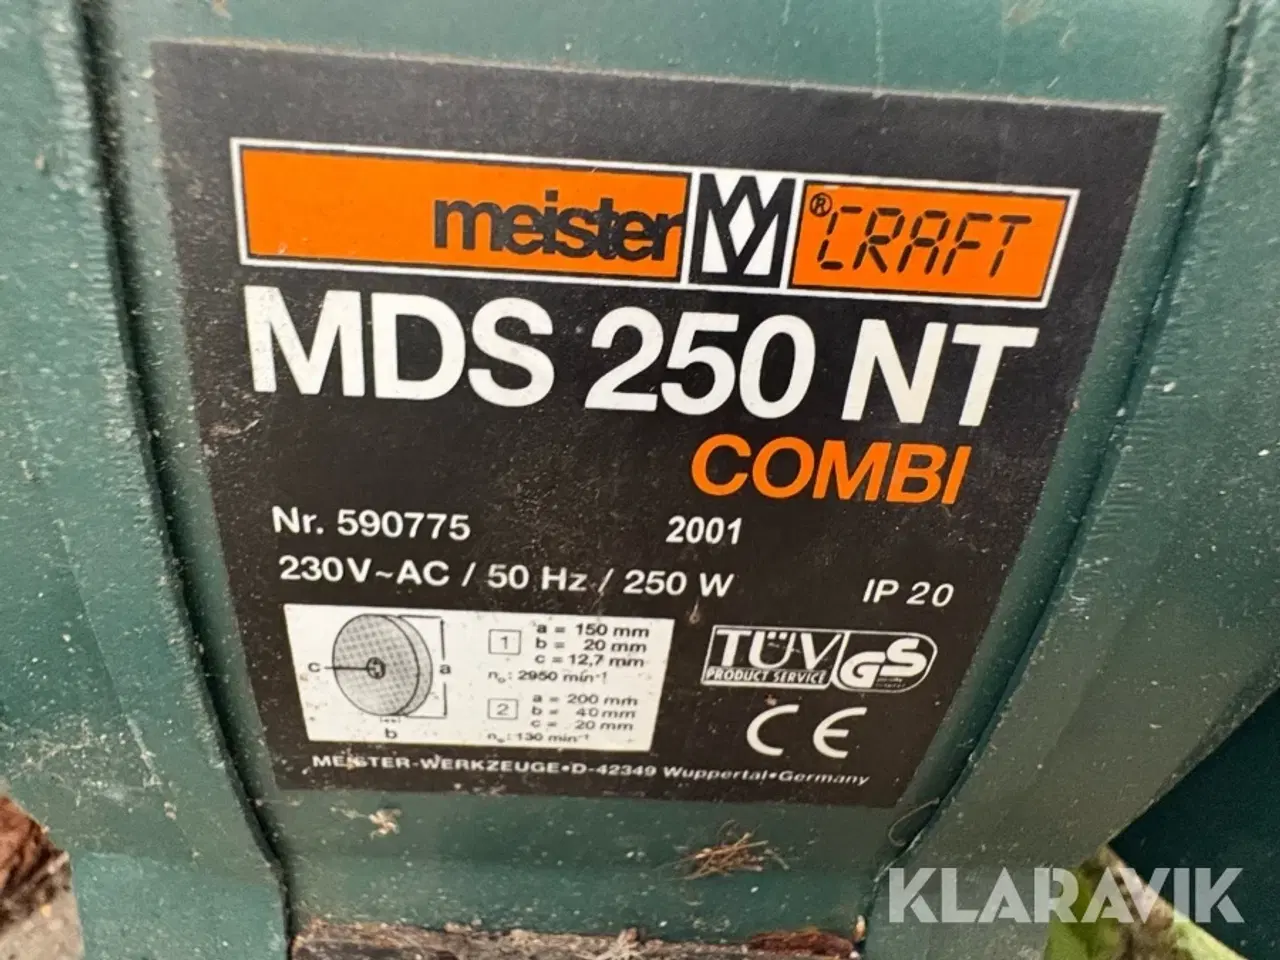 meister ® CRAFT
MDS 250 NT
COMBI
Nr. 590775 2001
230V~AC / 50 Hz / 250 W IP 20
1 a = 150 mm
b = 20 mm
c = 12,7 mm
n₀: 2950 min⁻¹
2 a = 200 mm
b = 40 mm
c = 20 mm
n₀: 130 min⁻¹
c a
b
TÜV
PRODUCT SERVICE
GS
CE
MEISTER-WERKZEUGE•D-42349 Wuppertal•Germany
KLARAVIK